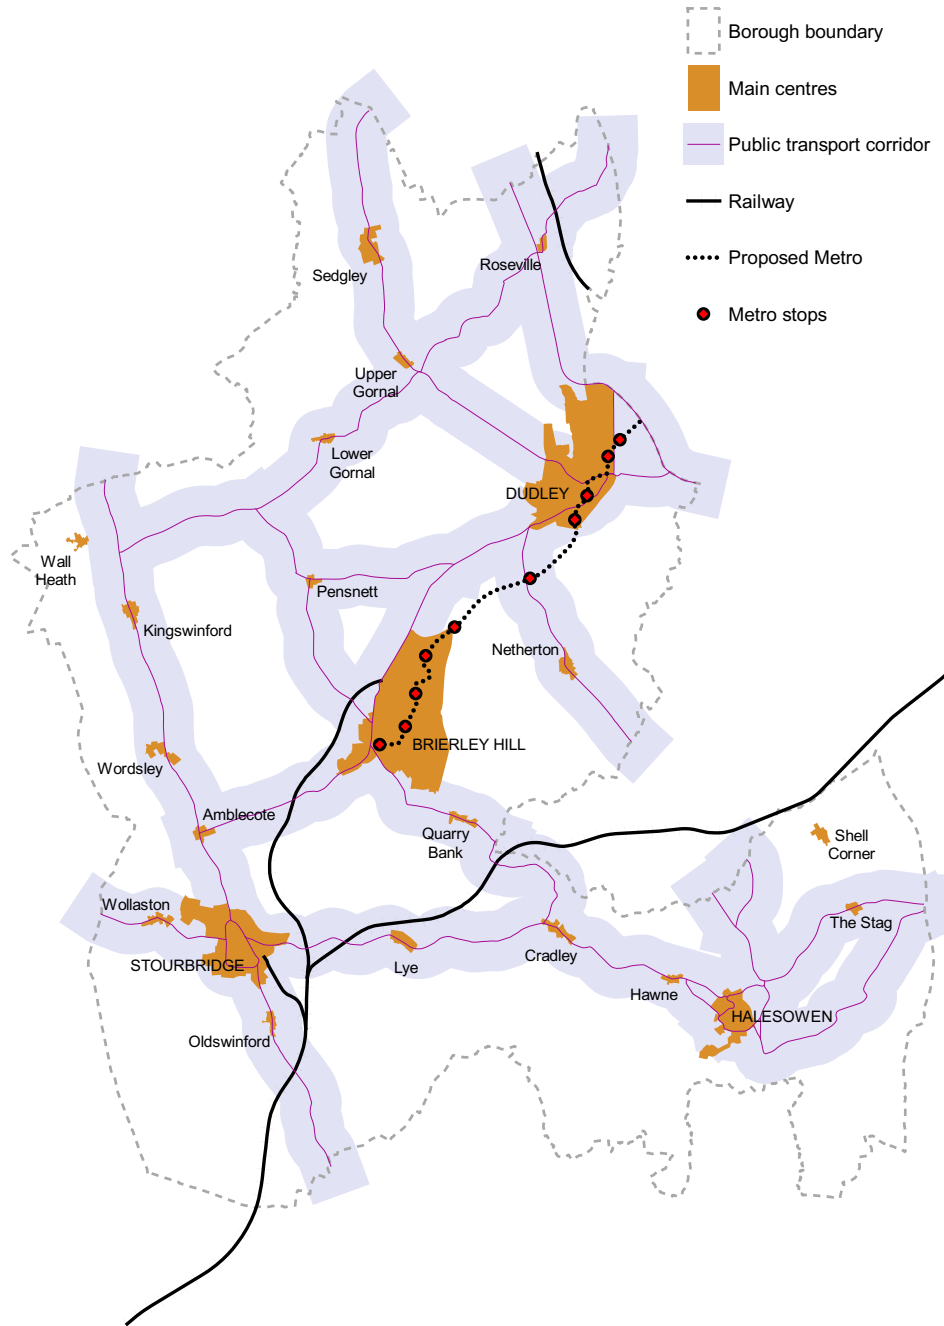 Borough boundary
Main centres
Public transport corridor
Railway
Proposed Metro
Metro stops
Sedgley
Roseville
Upper
Gornal
Lower
Gornal
DUDLEY
Wall
Heath
Pensnett
Kingswinford
Netherton
BRIERLEY HILL
Wordsley
Amblecote
Quarry
Bank
Shell
Corner
Wollaston
The Stag
STOURBRIDGE
Lye
Cradley
Hawne
HALESOWEN
Oldswinford